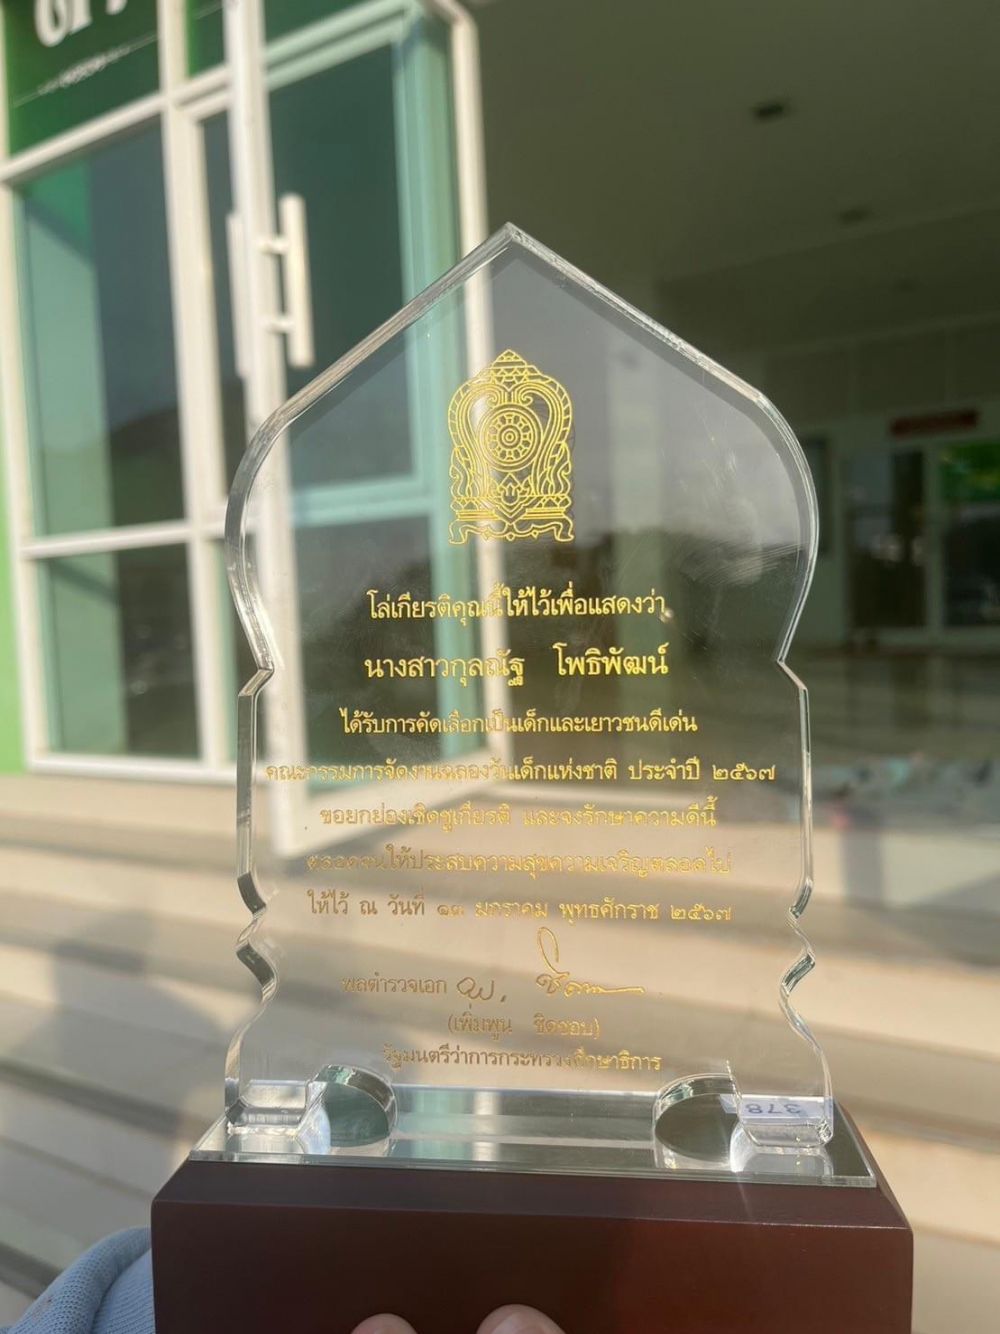 โล่เกียรติคุณนี้ให้ไว้เพื่อแสดงว่า
นางสาวกุลณัฐ โพธิพัฒน์
ได้รับการคัดเลือกเป็นเด็กและเยาวชนดีเด่น
คณะกรรมการจัดงานฉลองวันเด็กแห่งชาติ ประจำปี ๒๕๖๗
ขอยกย่องเชิดชูเกียรติ และจงรักษาความดีนี้
ตลอดจนให้ประสบความสุขความเจริญตลอดไป
ให้ไว้ ณ วันที่ ๑๓ มกราคม พุทธศักราช ๒๕๖๗
พลตำรวจเอก
(เพิ่มพูน ชิดชอบ)
รัฐมนตรีว่าการกระทรวงศึกษาธิการ
378